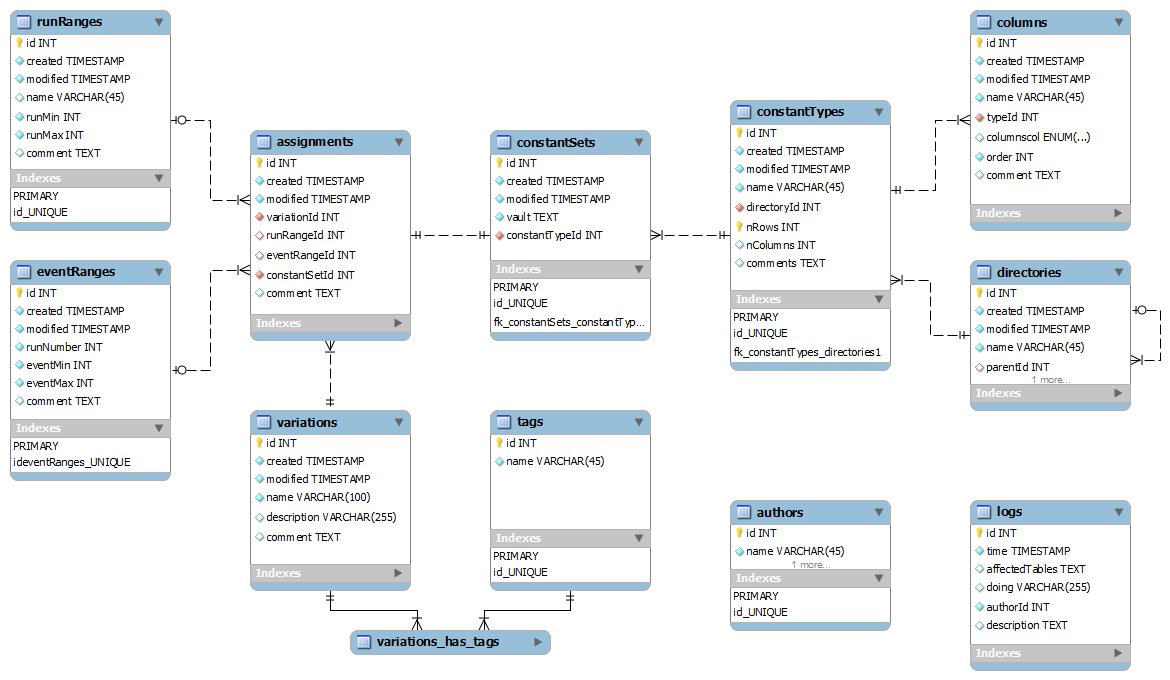 runRanges
id INT
created TIMESTAMP
modified TIMESTAMP
name VARCHAR(45)
runMin INT
runMax INT
comment TEXT
Indexes
PRIMARY
id_UNIQUE
eventRanges
id INT
created TIMESTAMP
modified TIMESTAMP
runNumber INT
eventMin INT
eventMax INT
comment TEXT
Indexes
PRIMARY
ideventRanges_UNIQUE
assignments
id INT
created TIMESTAMP
modified TIMESTAMP
variationId INT
runRangeId INT
eventRangeId INT
constantSetId INT
comment TEXT
Indexes
variations
id INT
created TIMESTAMP
modified TIMESTAMP
name VARCHAR(100)
description VARCHAR(255)
comment TEXT
Indexes
constantSets
id INT
created TIMESTAMP
modified TIMESTAMP
vault TEXT
constantTypeId INT
Indexes
PRIMARY
id_UNIQUE
fk_constantSets_constantTyp...
tags
id INT
name VARCHAR(45)
Indexes
PRIMARY
id_UNIQUE
variations_has_tags
constantTypes
id INT
created TIMESTAMP
modified TIMESTAMP
name VARCHAR(45)
directoryId INT
nRows INT
nColumns INT
comments TEXT
Indexes
PRIMARY
id_UNIQUE
fk_constantTypes_directories1
authors
id INT
name VARCHAR(45)
1 more...
Indexes
PRIMARY
id_UNIQUE
columns
id INT
created TIMESTAMP
modified TIMESTAMP
name VARCHAR(45)
typeId INT
columnscol ENUM(...)
order INT
comment TEXT
Indexes
directories
id INT
created TIMESTAMP
modified TIMESTAMP
name VARCHAR(45)
parentId INT
1 more...
Indexes
logs
id INT
time TIMESTAMP
affectedTables TEXT
doing VARCHAR(255)
authorId INT
description TEXT
Indexes